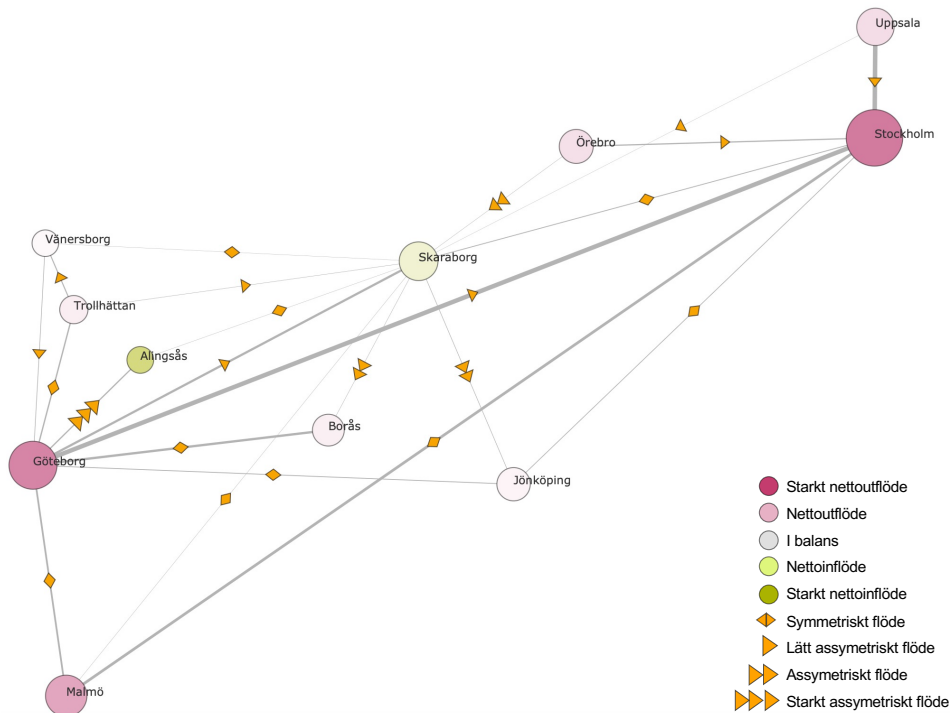 Uppsala
Stockholm
Örebro
Vänersborg
Skaraborg
Trollhättan
Alingsås
Borås
Göteborg
Jönköping
Malmö
Starkt nettoutflöde
Nettoutflöde
I balans
Nettoinflöde
Starkt nettoinflöde
Symmetriskt flöde
Lätt assymetriskt flöde
Assymetriskt flöde
Starkt assymetriskt flöde